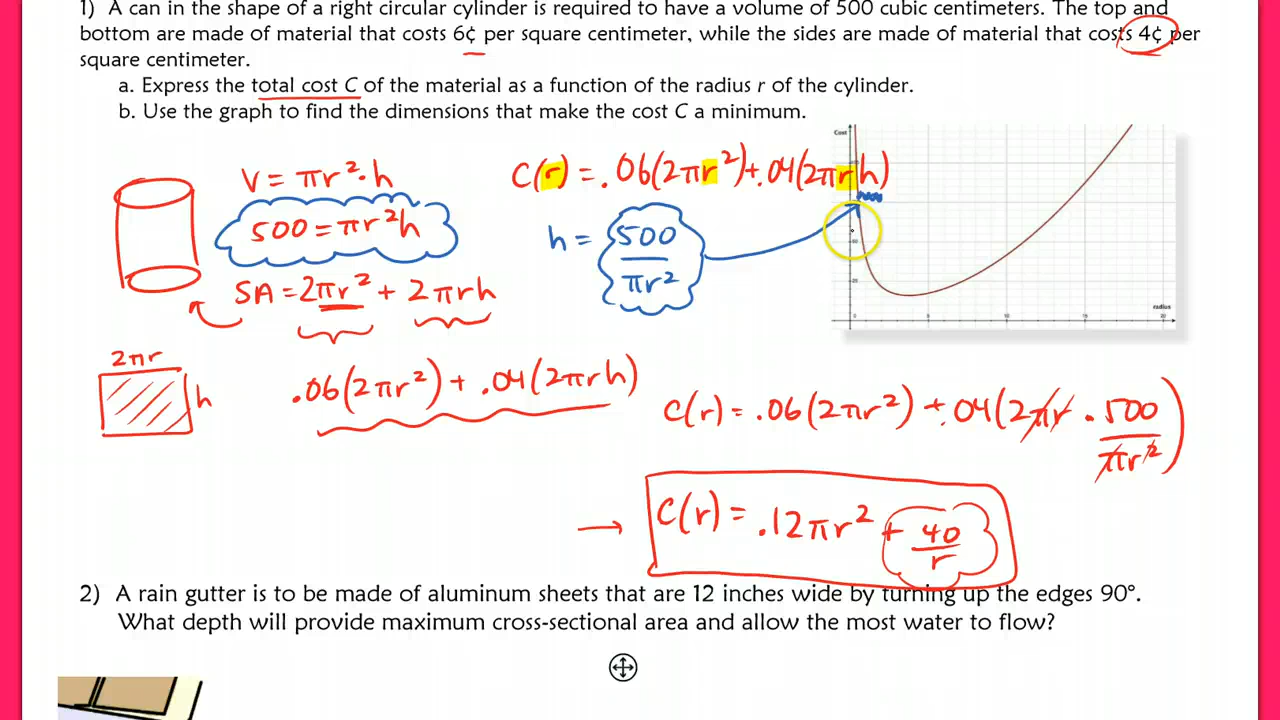 1) A can in the shape of a right circular cylinder is required to have a volume of 500 cubic centimeters. The top and
bottom are made of material that costs 6¢ per square centimeter, while the sides are made of material that costs 4¢ per
square centimeter.
a. Express the total cost C of the material as a function of the radius r of the cylinder.
b. Use the graph to find the dimensions that make the cost C a minimum.
V = πr²·h
500 = πr²h
SA = 2πr² + 2πrh
C(r) = .06(2πr²) + .04(2πrh)
h = 500/πr²
Cost
radius
0 5 10 15 20
2πr
h
.06(2πr²) + .04(2πrh)
C(r) = .06(2πr²) + .04(2πr · 500/πr²)
→ C(r) = .12πr² + 40/r
2) A rain gutter is to be made of aluminum sheets that are 12 inches wide by turning up the edges 90°.
What depth will provide maximum cross-sectional area and allow the most water to flow?